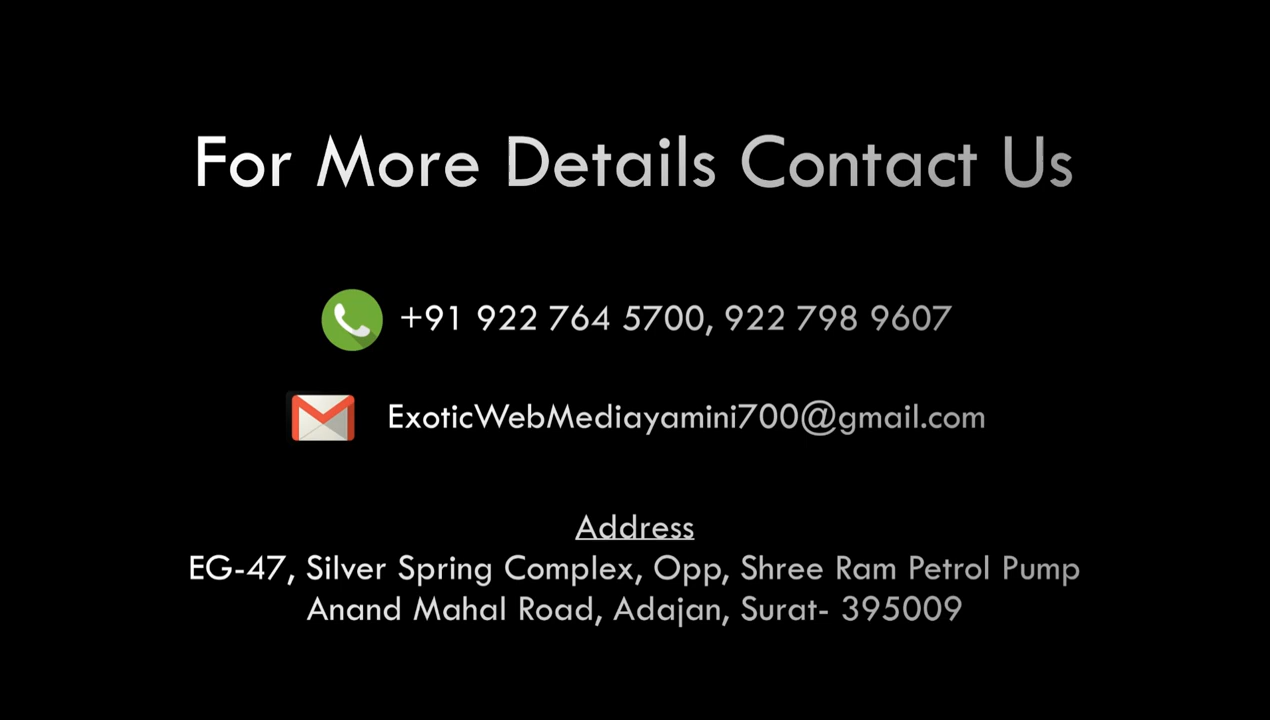 For More Details Contact Us
+91 922 764 5700, 922 798 9607
ExoticWebMediayamini700@gmail.com
Address
EG-47, Silver Spring Complex, Opp, Shree Ram Petrol Pump
Anand Mahal Road, Adajan, Surat- 395009